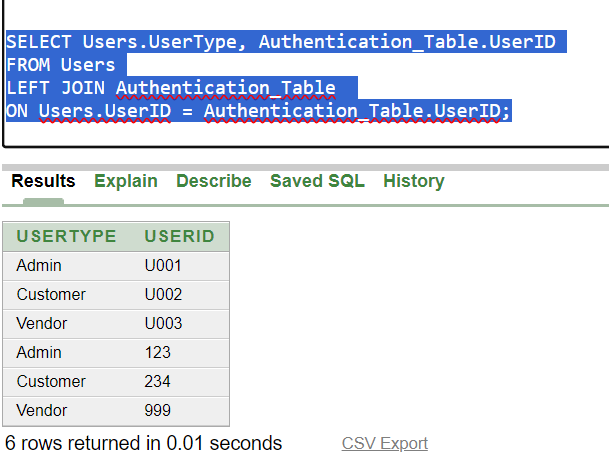 SELECT Users.UserType, Authentication_Table.UserID
FROM Users
LEFT JOIN Authentication_Table
ON Users.UserID = Authentication_Table.UserID;
Results Explain Describe Saved SQL History
USERTYPE USERID
Admin U001
Customer U002
Vendor U003
Admin 123
Customer 234
Vendor 999
6 rows returned in 0.01 seconds CSV Export